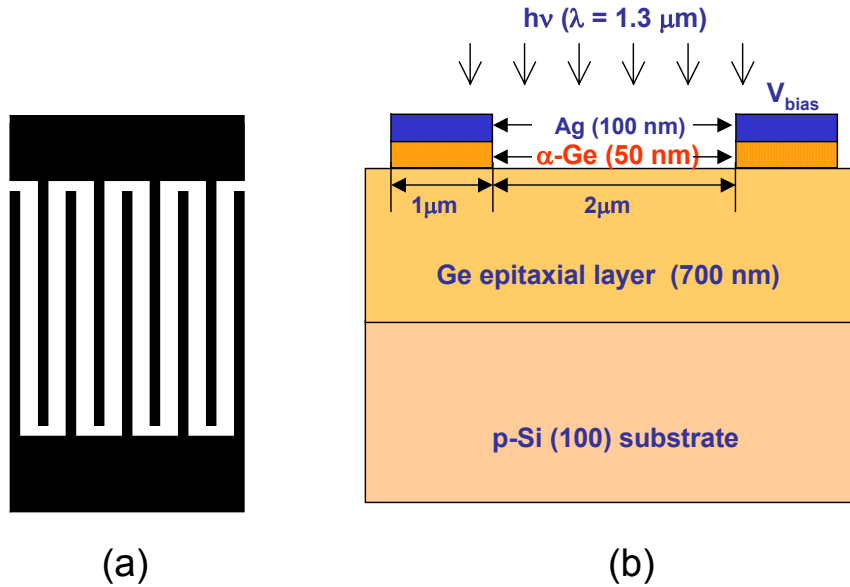 hν (λ = 1.3 μm)
V_bias
Ag (100 nm)
α-Ge (50 nm)
1μm
2μm
Ge epitaxial layer (700 nm)
p-Si (100) substrate
(a)
(b)